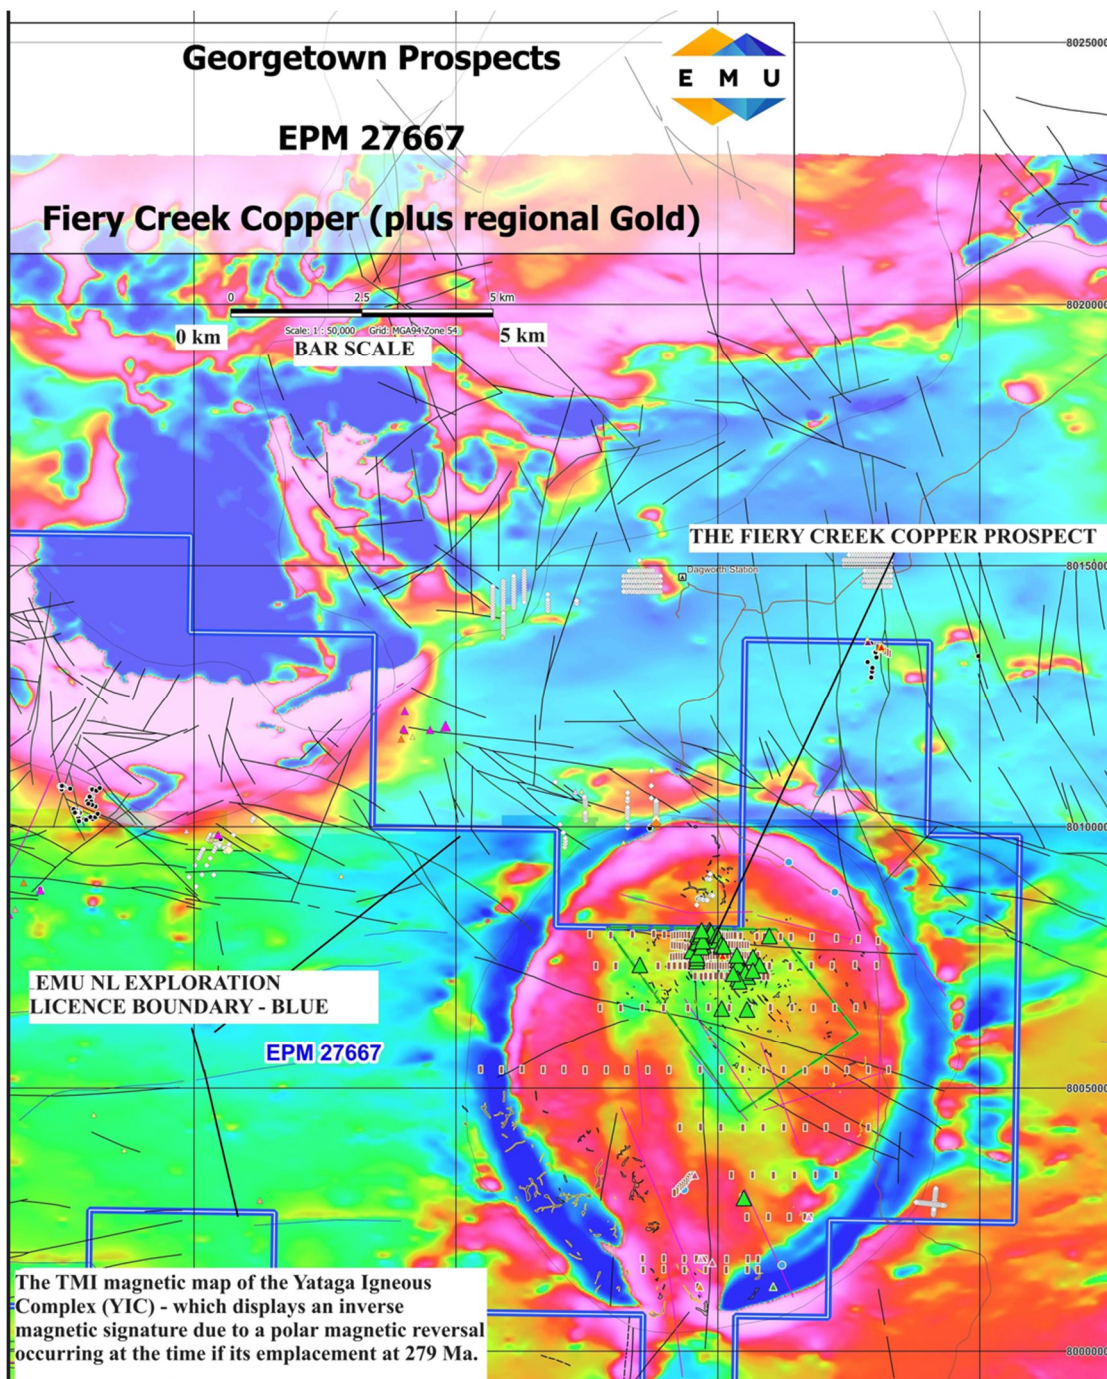 8025000
Georgetown Prospects
E M U
EPM 27667
Fiery Creek Copper (plus regional Gold)
0 2.5 5 km
8020000
0 km 5 km
Scale: 1 : 50,000 Grid: MGA94 Zone 54
BAR SCALE
THE FIERY CREEK COPPER PROSPECT
8015000
Dagworth Station
8010000
EMU NL EXPLORATION
LICENCE BOUNDARY - BLUE
EPM 27667
8005000
The TMI magnetic map of the Yataga Igneous
Complex (YIC) - which displays an inverse
magnetic signature due to a polar magnetic reversal
occurring at the time if its emplacement at 279 Ma.
8000000